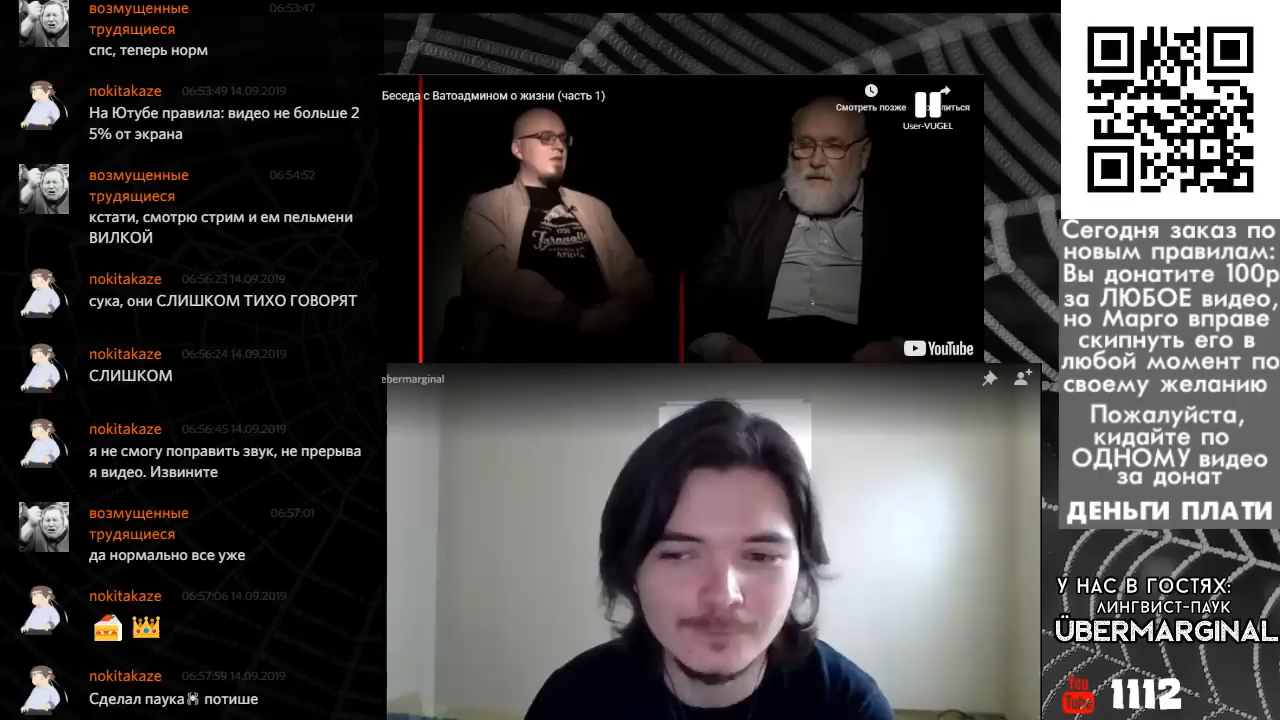 возмущенные
06:53:47
трудящиеся
спс, теперь норм
nokitakaze
06:53:49 14.09.2019
На Ютубе правила: видео не больше 2
5% от экрана
возмущенные
06:54:52
трудящиеся
кстати, смотрю стрим и ем пельмени
ВИЛКОЙ
nokitakaze
06:56:23 14.09.2019
сука, они СЛИШКОМ ТИХО ГОВОРЯТ
nokitakaze
06:56:24 14.09.2019
СЛИШКОМ
nokitakaze
06:56:45 14.09.2019
я не смогу поправить звук, не прерыва
я видео. Извините
возмущенные
06:57:01
трудящиеся
да нормально все уже
nokitakaze
06:57:06 14.09.2019
nokitakaze
06:57:59 14.09.2019
Сделал паука🕷 потише
Беседа с Ватоадмином о жизни (часть 1)
Смотреть позже
User-VUGEL
YouTube
ebermarginal
Сегодня заказ по
новым правилам:
Вы донатите 100р
за ЛЮБОЕ видео,
но Марго вправе
скипнуть его в
любой момент по
своему желанию
Пожалуйста,
кидайте по
ОДНОМУ видео
за донат
ДЕНЬГИ ПЛАТИ
У НАС В ГОСТЯХ:
ЛИНГВИСТ-ПАУК
ÜBERMARGINAL
You
Tube
1112